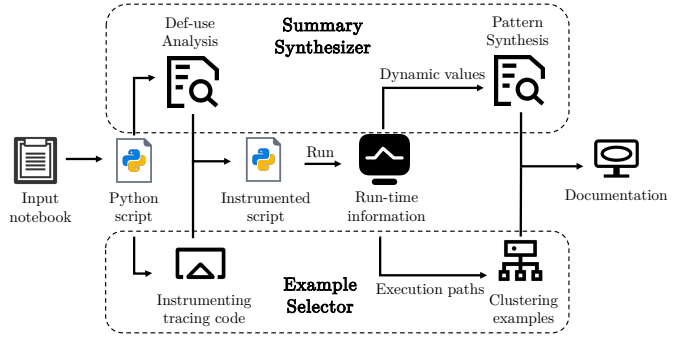 Def-use
Analysis
Summary
Synthesizer
Pattern
Synthesis
Dynamic values
Run
Input
notebook
Python
script
Instrumented
script
Run-time
information
Documentation
Instrumenting
tracing code
Example
Selector
Execution paths
Clustering
examples